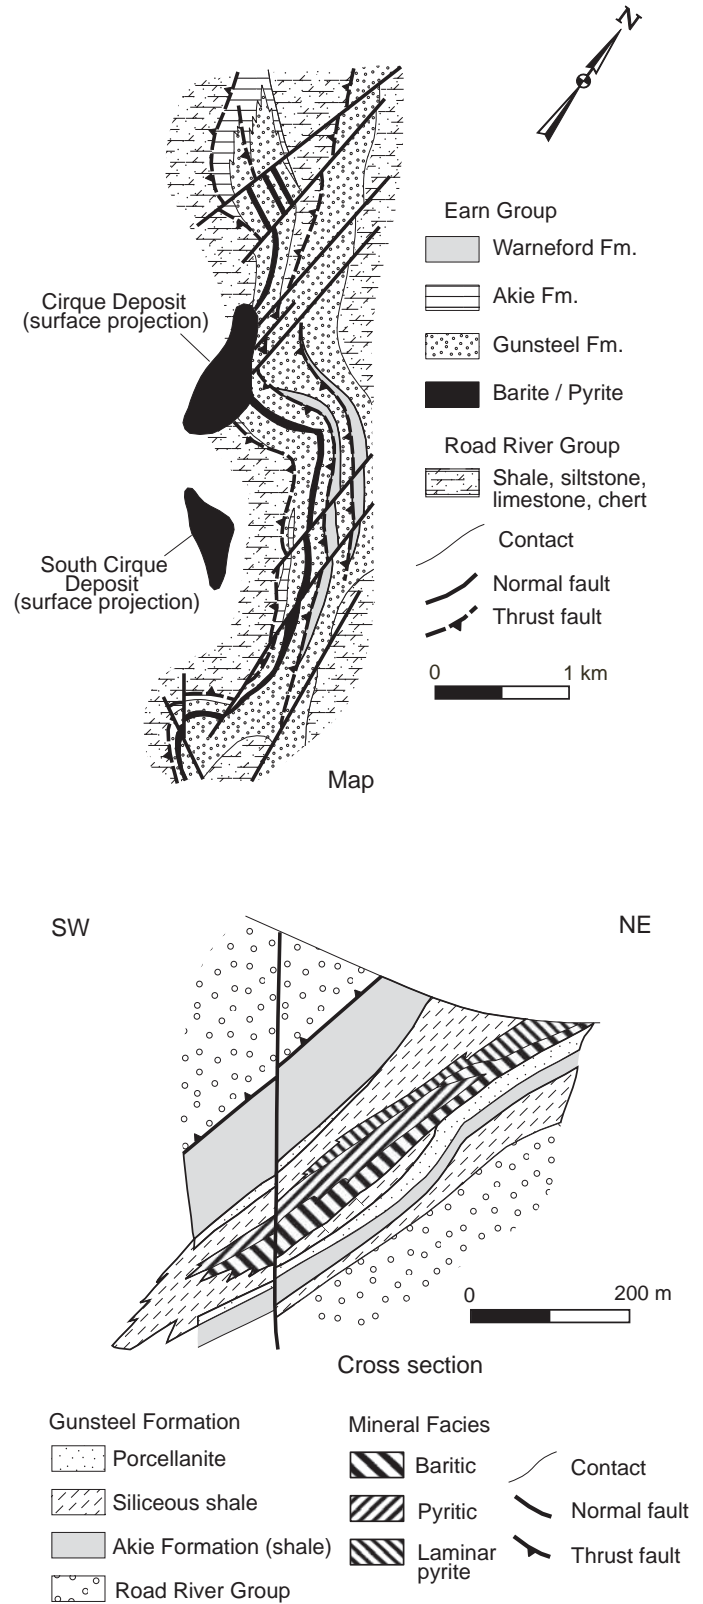 N
Earn Group
Warneford Fm.
Akie Fm.
Gunsteel Fm.
Barite / Pyrite
Road River Group
Shale, siltstone,
limestone, chert
Contact
Normal fault
Thrust fault
0 1 km
Cirque Deposit
(surface projection)
South Cirque
Deposit
(surface projection)
Map
SW
NE
0 200 m
Cross section
Gunsteel Formation
Porcellanite
Siliceous shale
Akie Formation (shale)
Road River Group
Mineral Facies
Baritic
Pyritic
Laminar
pyrite
Contact
Normal fault
Thrust fault